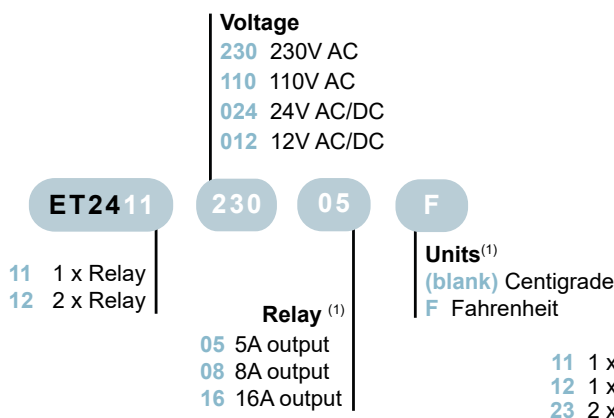 Voltage
230 230V AC
110 110V AC
024 24V AC/DC
012 12V AC/DC
ET2411 230 05 F
11 1 x Relay
12 2 x Relay
Relay (1)
05 5A output
08 8A output
16 16A output
Units(1)
(blank) Centigrade
F Fahrenheit
11 1 x
12 1 x
23 2 x